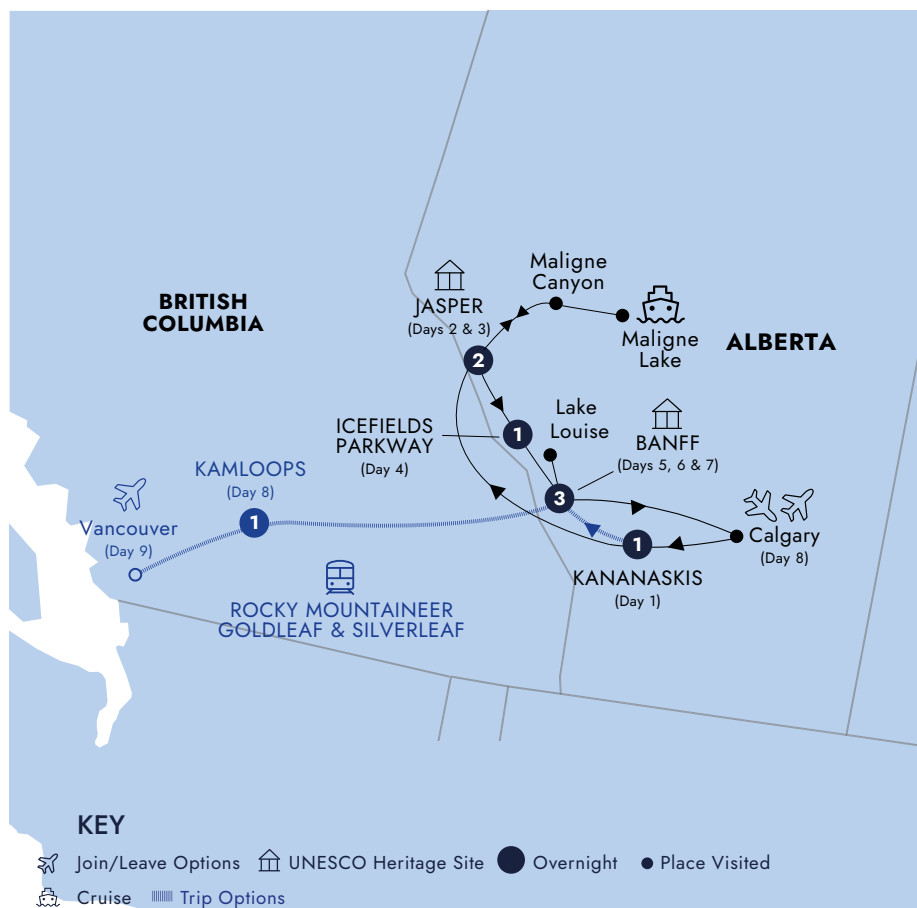 Maligne
Canyon
JASPER
(Days 2 & 3)
BRITISH
COLUMBIA
Maligne
Lake
ALBERTA
2
Lake
Louise
ICEFIELDS
PARKWAY
(Day 4)
1
BANFF
(Days 5, 6 & 7)
KAMLOOPS
(Day 8)
1
3
Vancouver
(Day 9)
Calgary
(Day 8)
1
KANANASKIS
(Day 1)
ROCKY MOUNTAINEER
GOLDLEAF & SILVERLEAF
KEY
Join/Leave Options UNESCO Heritage Site Overnight Place Visited
Cruise Trip Options